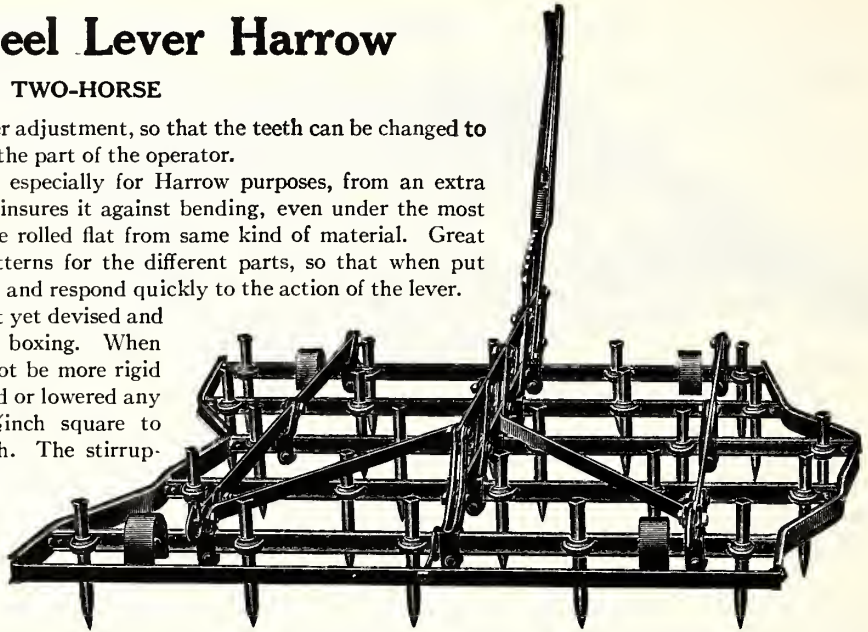 eel Lever Harrow
TWO-HORSE
r adjustment, so that the teeth can be changed to
the part of the operator.
especially for Harrow purposes, from an extra
insures it against bending, even under the most
e rolled flat from same kind of material. Great
tterns for the different parts, so that when put
and respond quickly to the action of the lever.
t yet devised and
boxing. When
ot be more rigid
d or lowered any
inch square to
h. The stirrup-